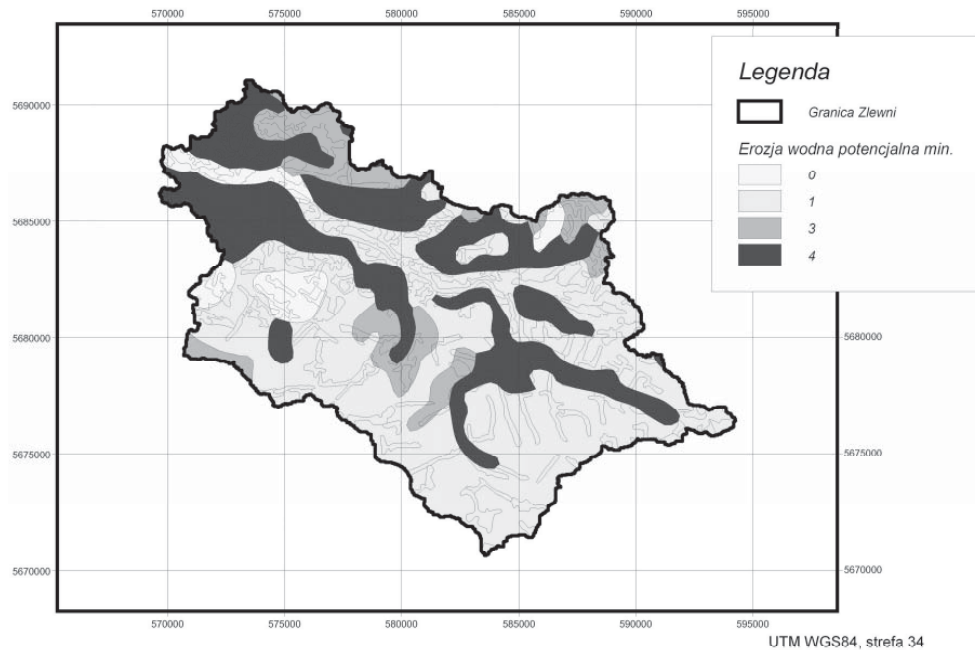 570000 575000 580000 585000 590000 595000
Legenda
5690000
Granica Zlewni
Erozja wodna potencjalna min.
0
1
3
4
5685000
5680000 5680000
5675000 5675000
5670000 5670000
570000 575000 580000 585000 590000 595000
UTM WGS84, strefa 34